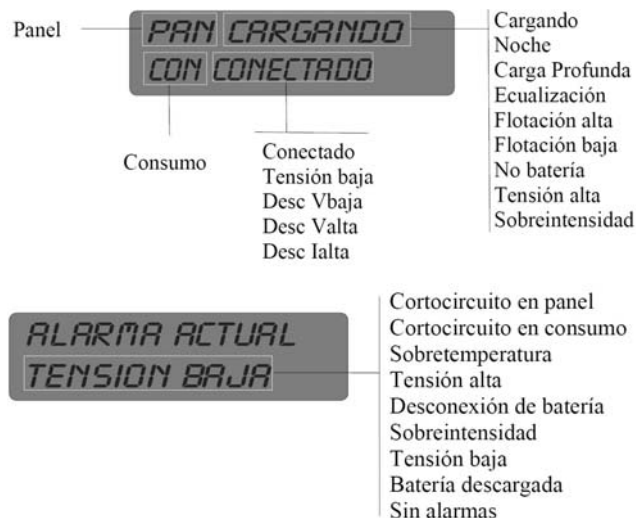 Panel
PAN CARGANDO
CON CONECTADO
Consumo
Conectado
Tensión baja
Desc Vbaja
Desc Valta
Desc Ialta
Cargando
Noche
Carga Profunda
Ecualización
Flotación alta
Flotación baja
No batería
Tensión alta
Sobreintensidad
ALARMA ACTUAL
TENSION BAJA
Cortocircuito en panel
Cortocircuito en consumo
Sobretemperatura
Tensión alta
Desconexión de batería
Sobreintensidad
Tensión baja
Batería descargada
Sin alarmas